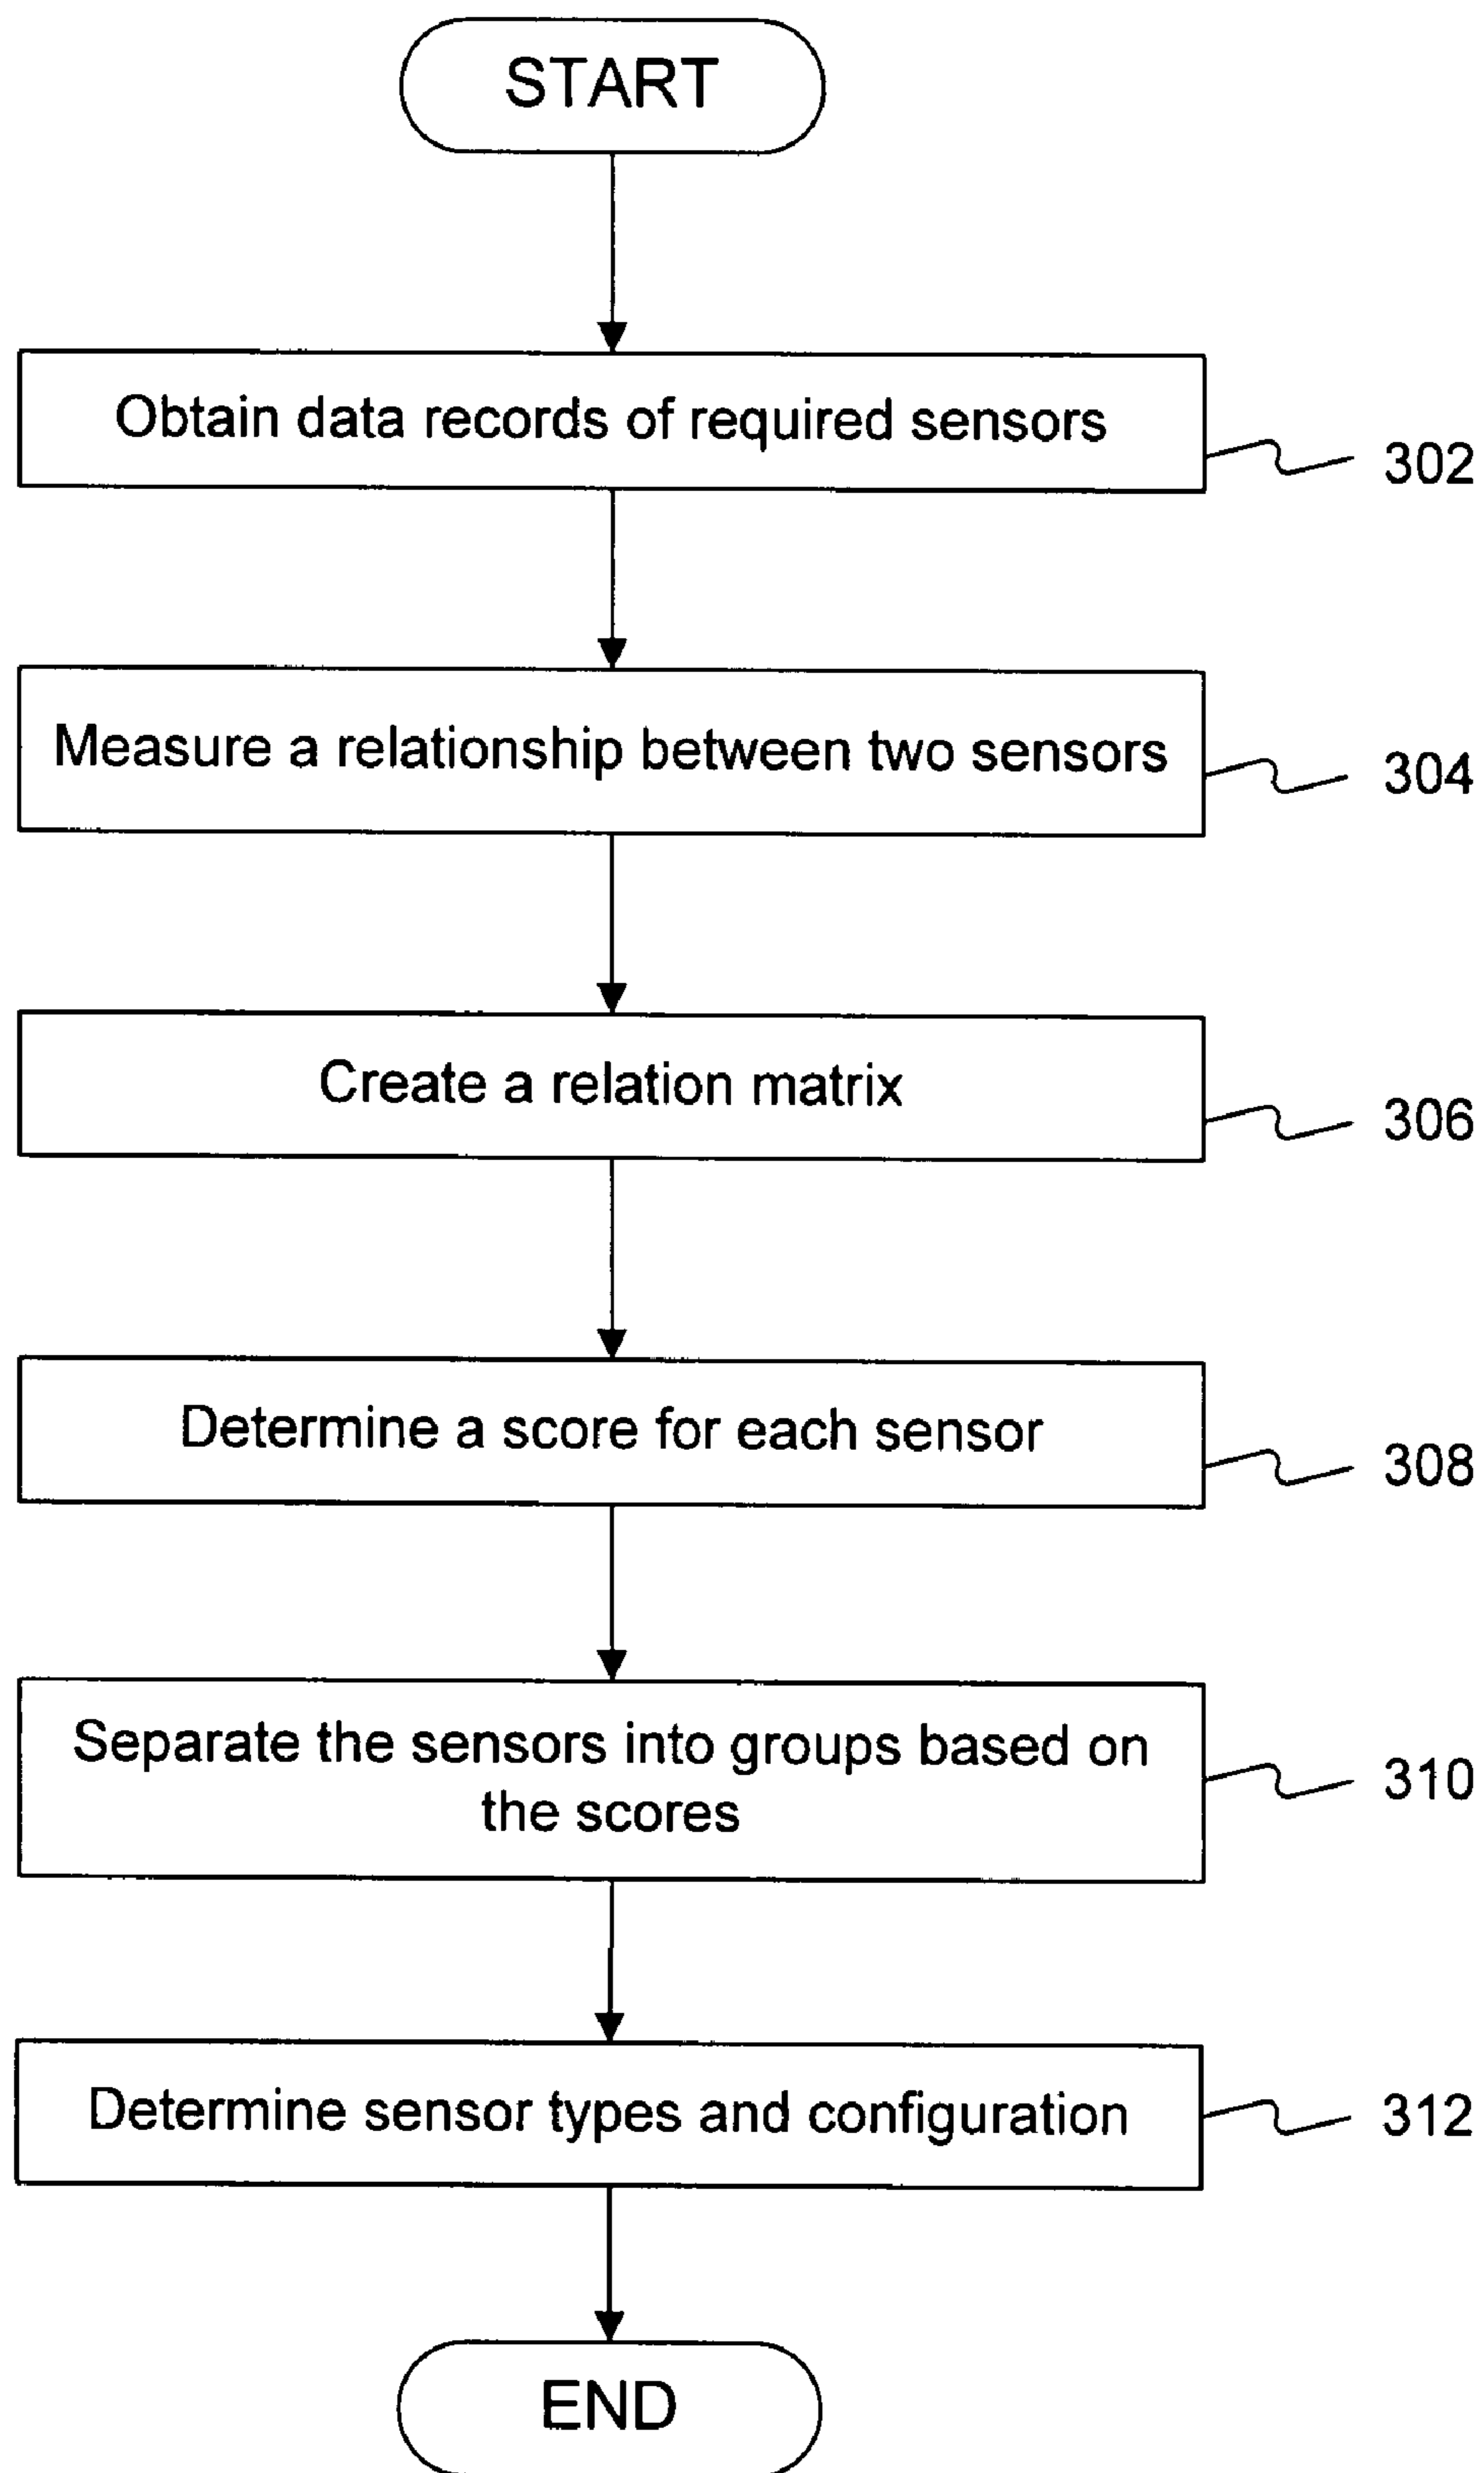 START
Obtain data records of required sensors
302
Measure a relationship between two sensors
304
Create a relation matrix
306
Determine a score for each sensor
308
Separate the sensors into groups based on
the scores
310
Determine sensor types and configuration
312
END